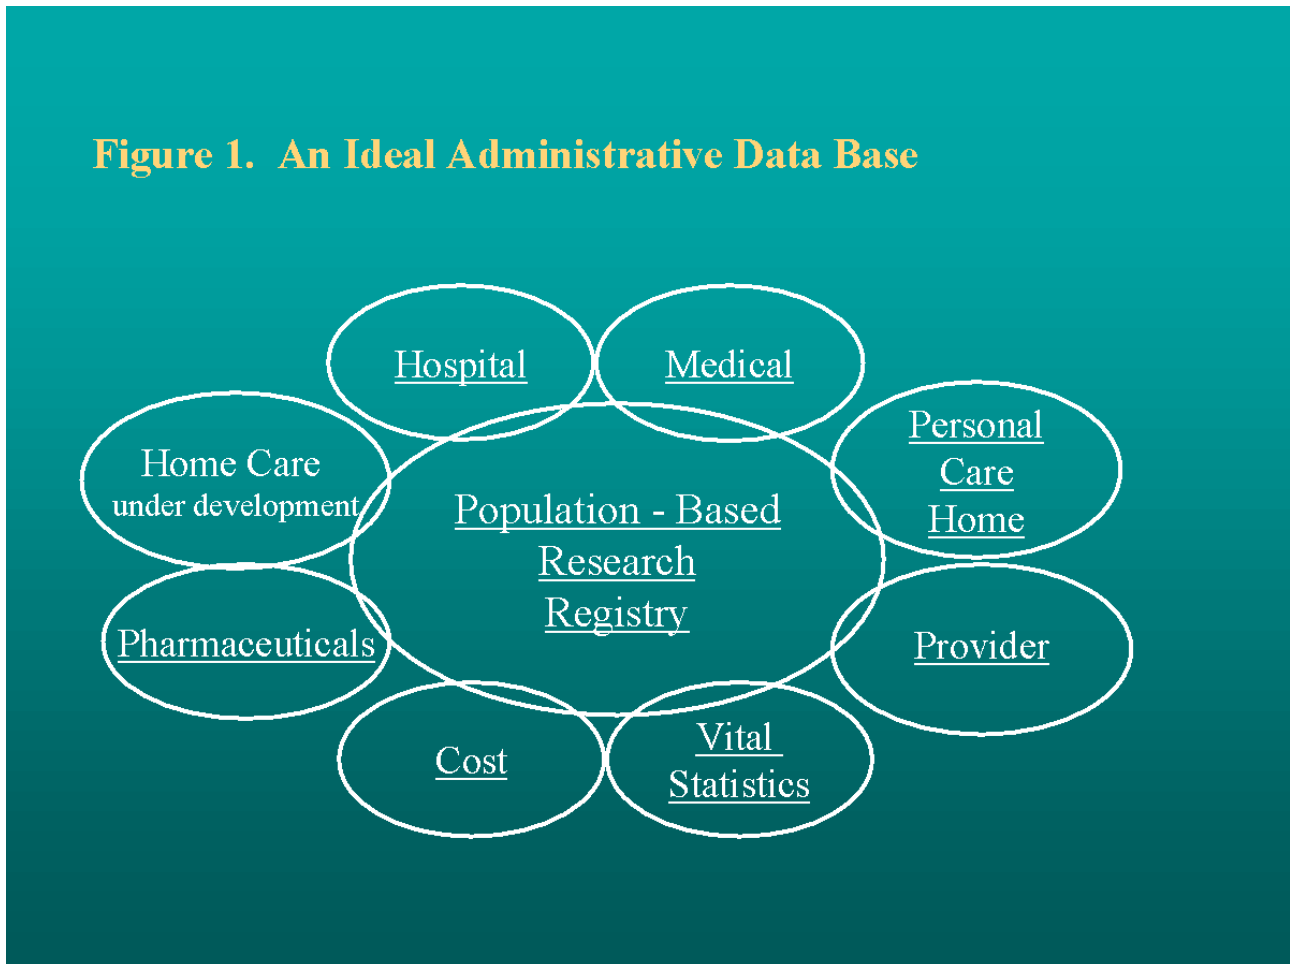 Figure 1.  An Ideal Administrative Data Base
Hospital
Medical
Personal
Care
Home
Home Care
under development
Population - Based
Research
Registry
Pharmaceuticals
Provider
Cost
Vital
Statistics